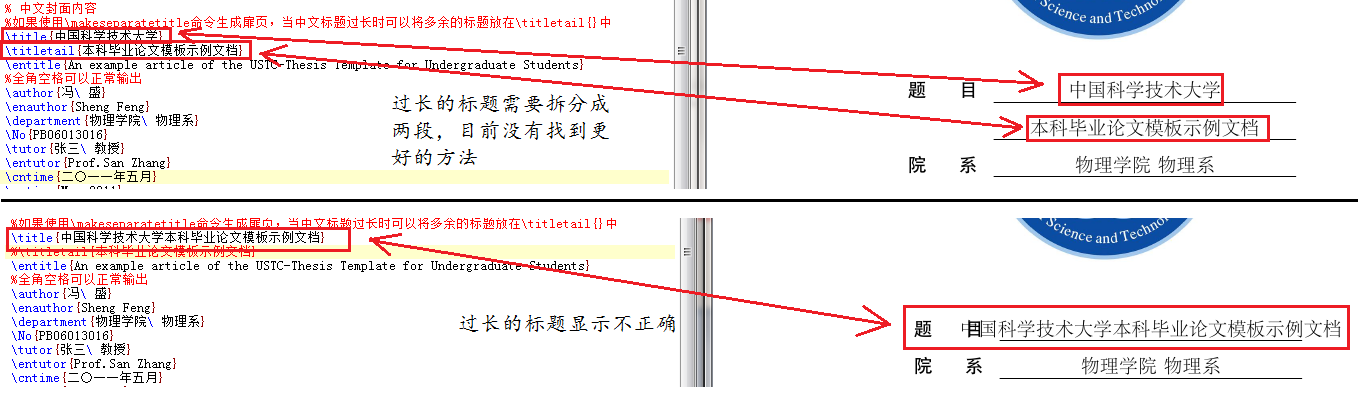 % 中文封面内容
%如果使用\makeseparatetitle命令生成扉页，当中文标题过长时可以将多余的标题放在\titletail{}中
\title{中国科学技术大学}
\titletail{本科毕业论文模板示例文档}
\entitle{An example article of the USTC-Thesis Template for Undergraduate Students}
%全角空格可以正常输出
\author{冯\ 盛}
\enauthor{Sheng Feng}
\department{物理学院\ 物理系}
\No{PB06013016}
\tutor{张三\ 教授}
\entutor{Prof.San Zhang}
\cntime{二〇一一年五月}
过长的标题需要拆分成
两段，目前没有找到更
好的方法
Science and Techno
题 目 中国科学技术大学
本科毕业论文模板示例文档
院 系 物理学院 物理系
%如果使用\makeseparatetitle命令生成扉页，当中文标题过长时可以将多余的标题放在\titletail{}中
\title{中国科学技术大学本科毕业论文模板示例文档}
%\titletail{本科毕业论文模板示例文档}
\entitle{An example article of the USTC-Thesis Template for Undergraduate Students}
%全角空格可以正常输出
\author{冯\ 盛}
\enauthor{Sheng Feng}
\department{物理学院\ 物理系}
\No{PB06013016}
\tutor{张三\ 教授}
\entutor{Prof.San Zhang}
\cntime{二〇一一年五月}
过长的标题显示不正确
Science and Techno
题 目 中国科学技术大学本科毕业论文模板示例文档
院 系 物理学院 物理系